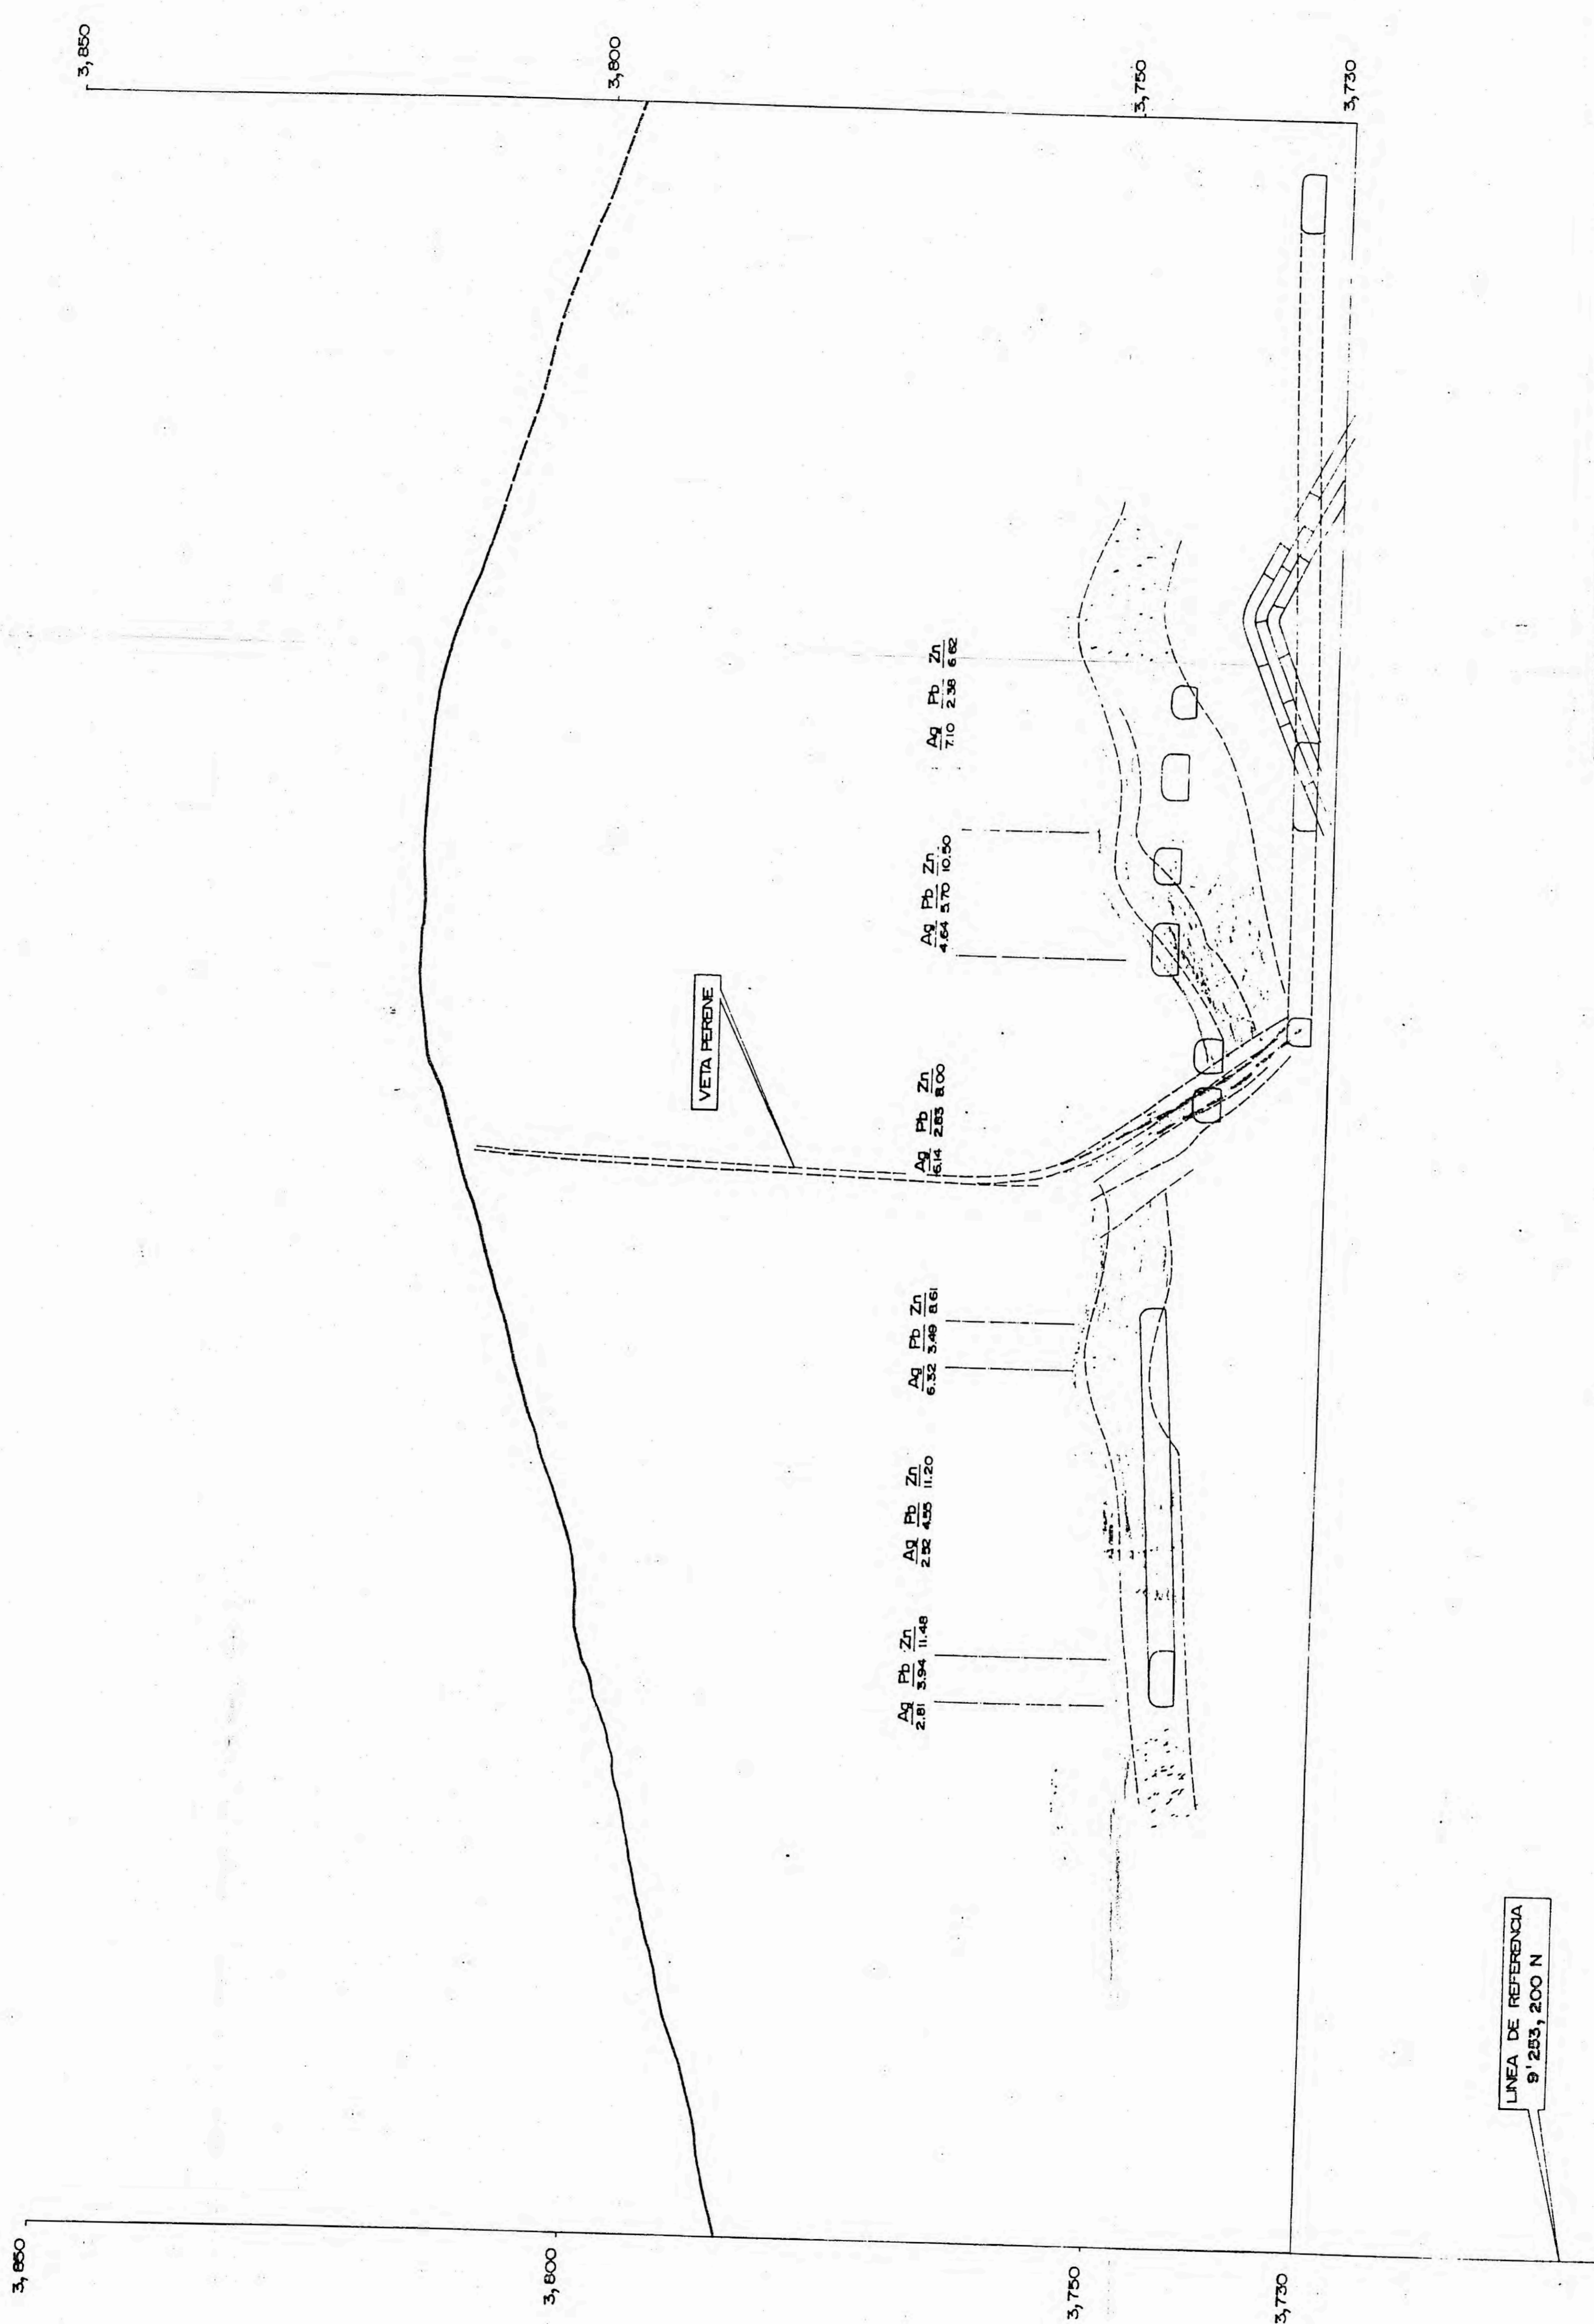 3,850
3,800
3,750
3,730
3,850
3,800
3,750
3,730
VETA PERENE
Ag Pb Zn
2.81 3.94 11.48
Ag Pb Zn
2.52 4.55 11.20
Ag Pb Zn
6.32 3.49 8.61
Ag Pb Zn
6.14 2.83 8.00
Ag Pb Zn
4.64 5.70 10.50
Ag Pb Zn
7.10 2.38 6.62
LINEA DE REFERENCIA
9'253,200 N